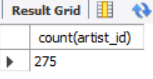 Result Grid
count(artist_id)
275